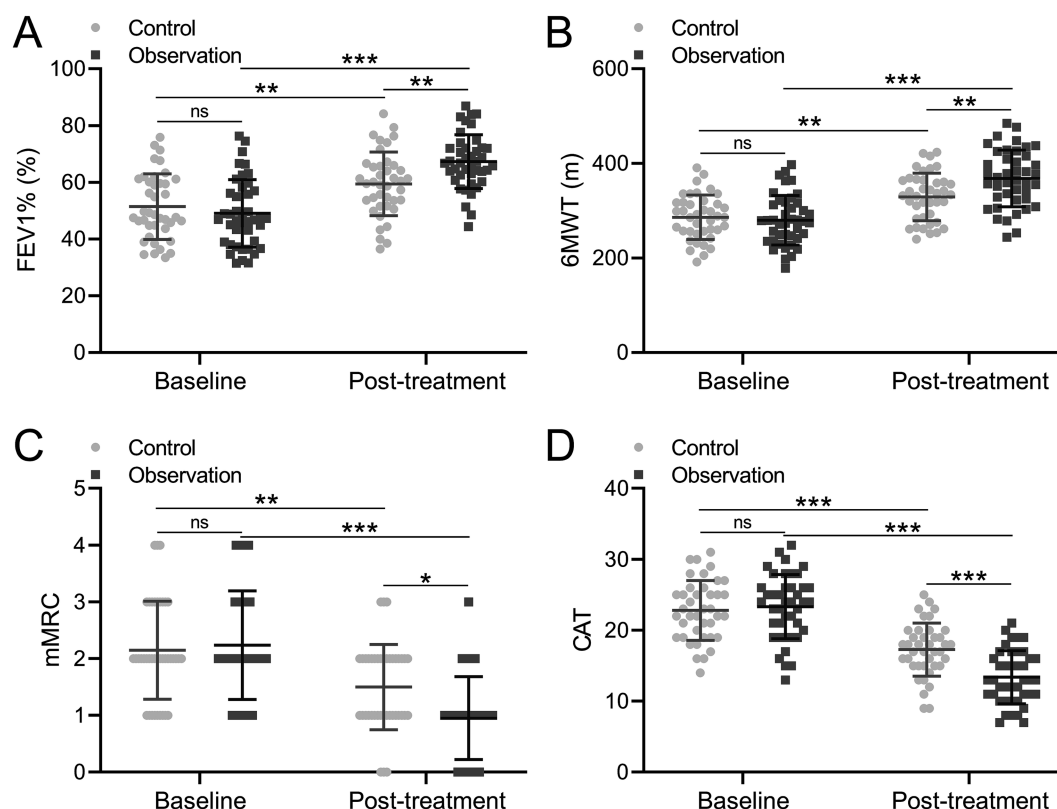 A
Control
Observation
FEV1% (%)
100
80
60
40
20
0
***
**
**
ns
Baseline
Post-treatment
B
Control
Observation
6MWT (m)
600
400
200
0
***
**
**
ns
Baseline
Post-treatment
C
Control
Observation
mMRC
5
4
3
2
1
0
**
ns
***
*
Baseline
Post-treatment
D
Control
Observation
CAT
40
30
20
10
0
***
ns
***
***
Baseline
Post-treatment